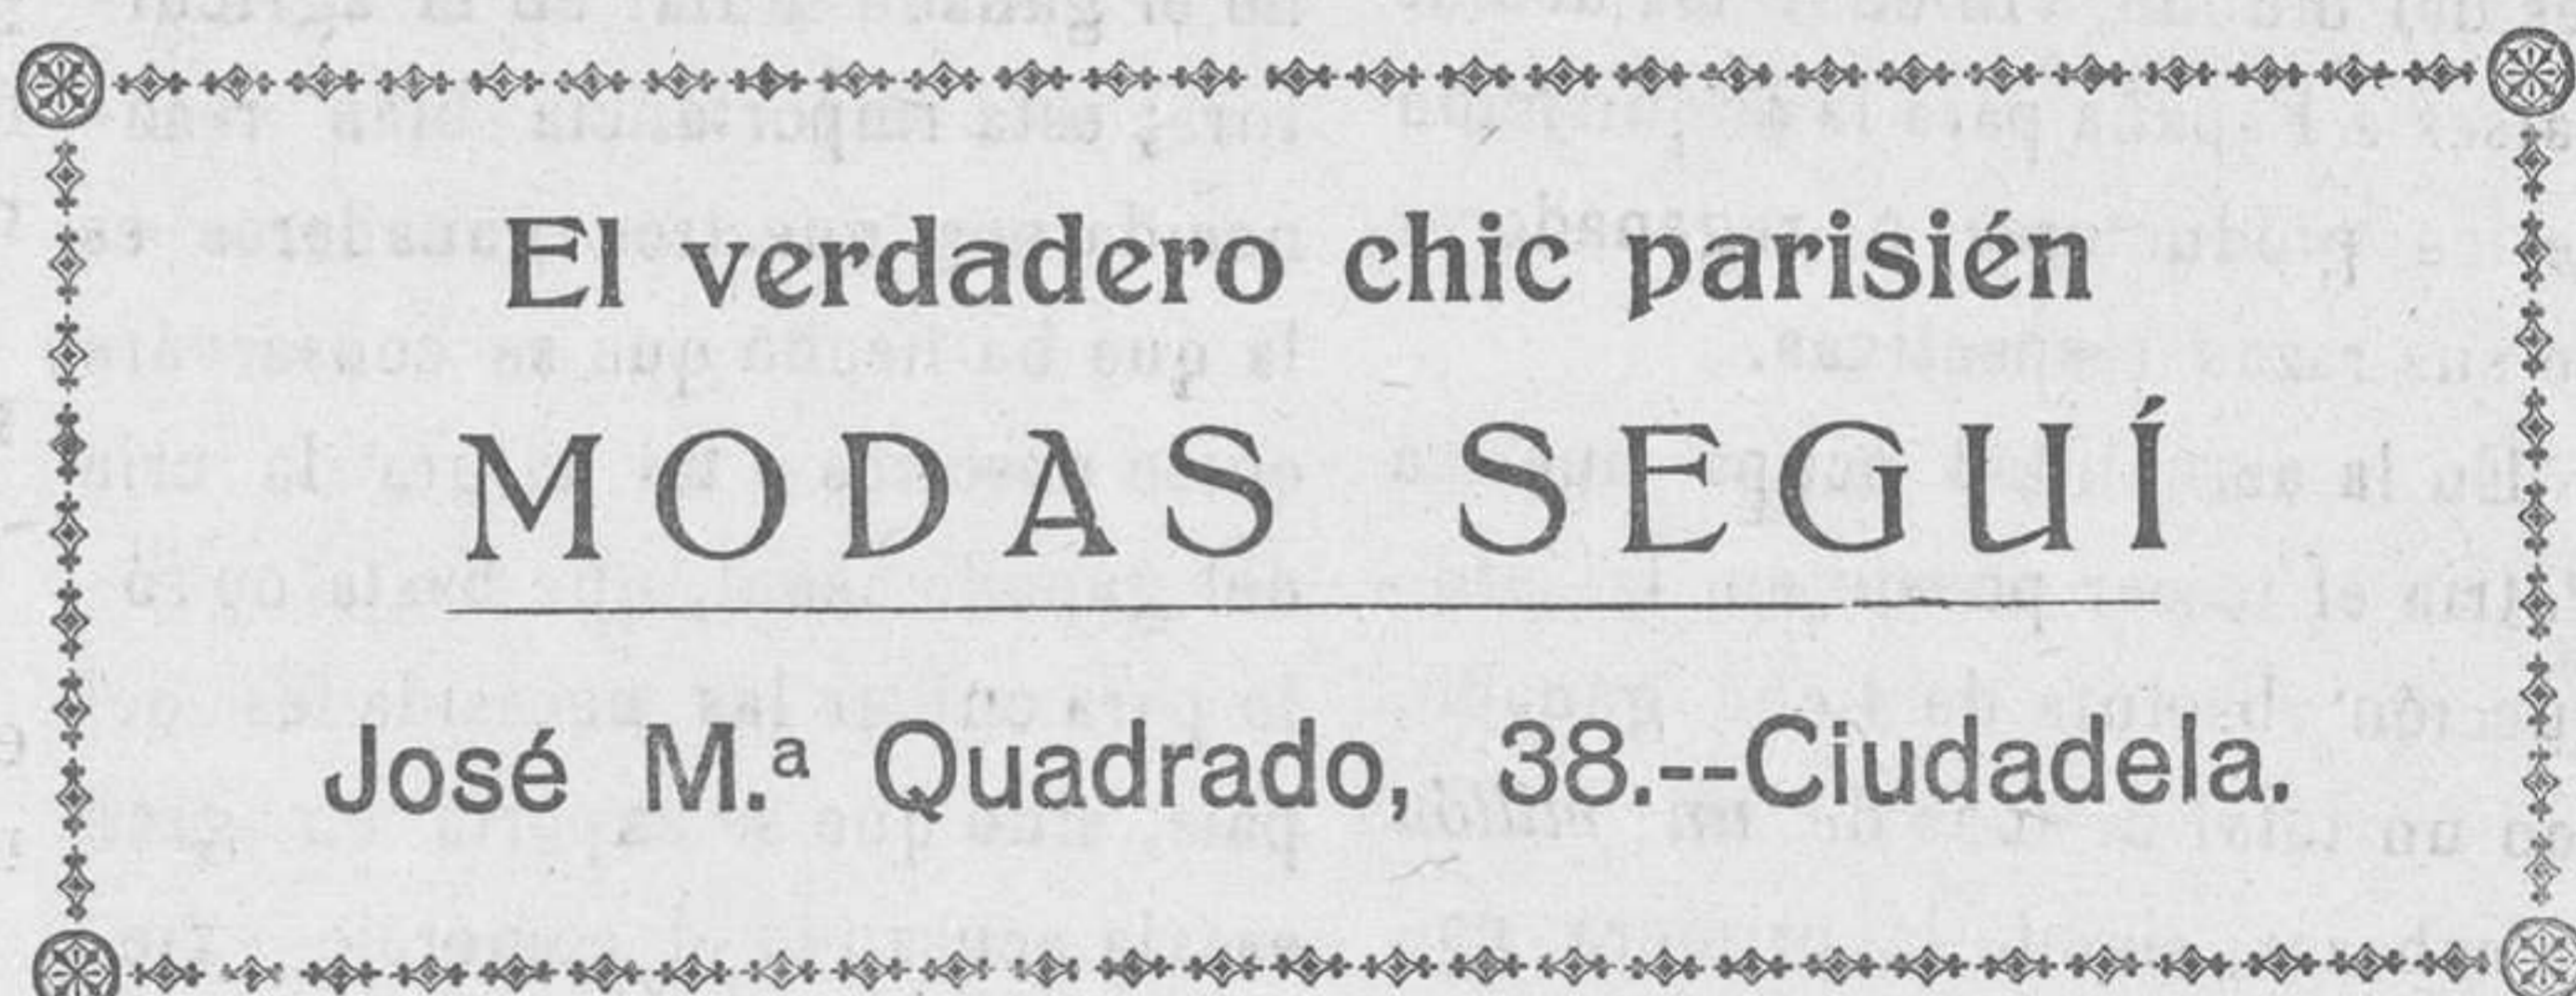 El verdadero chic parisién
MODAS SEGUÍ
José M.ª Quadrado, 38.--Ciudadela.